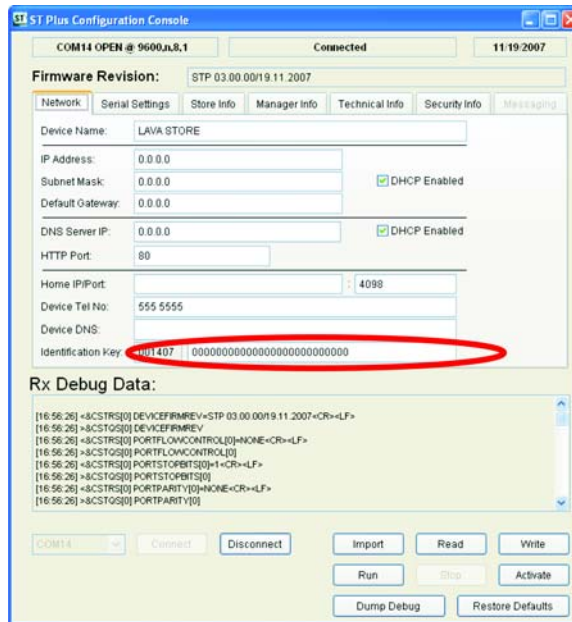 ST ST Plus Configuration Console
COM14 OPEN @ 9600,n,8,1 Connected 11/19/2007
Firmware Revision: STP 03.00.00/19.11.2007
Network Serial Settings Store Info Manager Info Technical Info Security Info Messaging
Device Name: LAVA STORE
IP Address: 0.0.0.0
Subnet Mask: 0.0.0.0 DHCP Enabled
Default Gateway: 0.0.0.0
DNS Server IP: 0.0.0.0 DHCP Enabled
HTTP Port: 80
Home IP/Port: : 4098
Device Tel No: 555 5555
Device DNS:
Identification Key: 001407
Rx Debug Data:
[16:56:26] <&CSTRS[0] DEVICEFIRMREV=STP 03.00.00/19.11.2007<CR><LF>
[16:56:26] >&CSTQS[0] DEVICEFIRMREV
[16:56:26] <&CSTRS[0] PORTFLOWCONTROL[0]=NONE<CR><LF>
[16:56:26] >&CSTQS[0] PORTFLOWCONTROL[0]
[16:56:26] <&CSTRS[0] PORTSTOPBITS[0]=1<CR><LF>
[16:56:26] >&CSTQS[0] PORTSTOPBITS[0]
[16:56:26] <&CSTRS[0] PORTPARITY[0]=NONE<CR><LF>
[16:56:26] >&CSTQS[0] PORTPARITY[0]
COM14 Connect Disconnect Import Read Write
Run Stop Activate
Dump Debug Restore Defaults